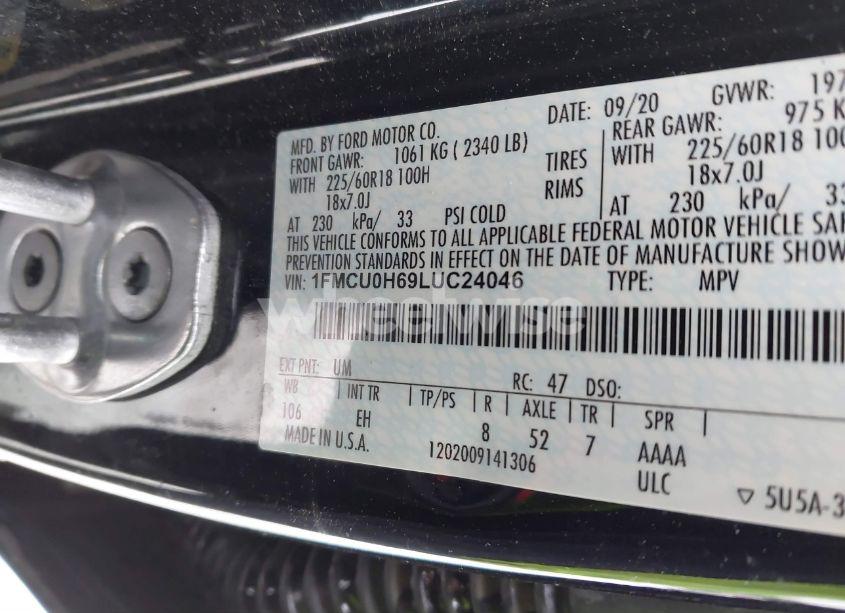 DATE: 09/20 GVWR: 197
MFD. BY FORD MOTOR CO.
FRONT GAWR: 1061 KG ( 2340 LB) REAR GAWR: 975 K
WITH 225/60R18 100H TIRES WITH 225/60R18 100
18x7.0J RIMS 18x7.0J
AT 230 kPa/ 33 PSI COLD AT 230 kPa/ 33
THIS VEHICLE CONFORMS TO ALL APPLICABLE FEDERAL MOTOR VEHICLE SAF
PREVENTION STANDARDS IN EFFECT ON THE DATE OF MANUFACTURE SHOW
VIN: 1FMCU0H69LUC24046 TYPE: MPV
wheelwise
EXT PNT: UM RC: 47 DSO:
WB INT TR TP/PS R AXLE TR SPR
106 EH 8 52 7 AAAA
MADE IN U.S.A. 1202009141306 ULC
5U5A-3